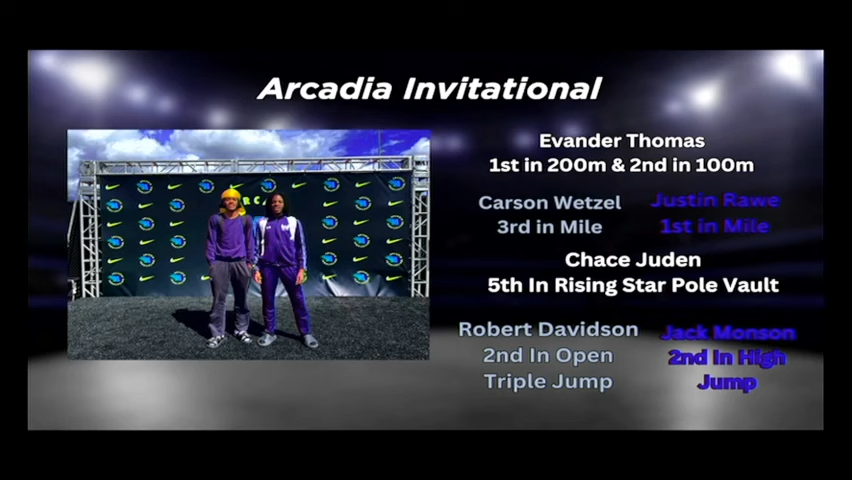 Arcadia Invitational
Evander Thomas
1st in 200m & 2nd in 100m
Carson Wetzel
3rd in Mile
Justin Rawe
1st in Mile
Chace Juden
5th In Rising Star Pole Vault
Robert Davidson
2nd In Open
Triple Jump
Jack Monson
2nd In High
Jump